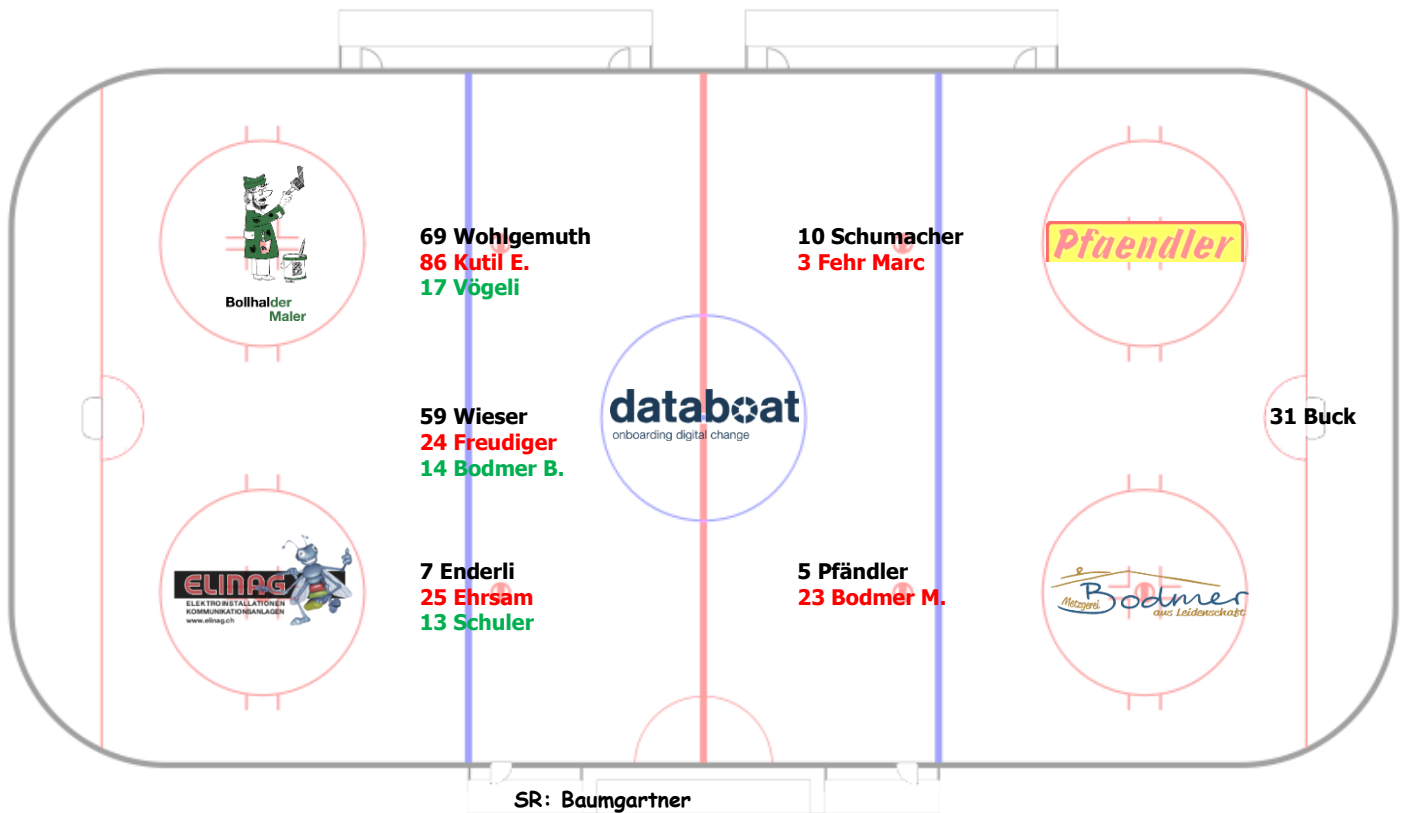 69 Wohlgemuth
86 Kutil E.
17 Vögeli
10 Schumacher
3 Fehr Marc
Pfaendler
Bollhalder
Maler
59 Wieser
24 Freudiger
14 Bodmer B.
databoat
onboarding digital change
31 Buck
ELINAG
ELEKTROINSTALLATIONEN
KOMMUNIKATIONSANLAGEN
www.elinag.ch
7 Enderli
25 Ehrsam
13 Schuler
5 Pfändler
23 Bodmer M.
Metzgerei Bodmer
aus Leidenschaft
SR: Baumgartner